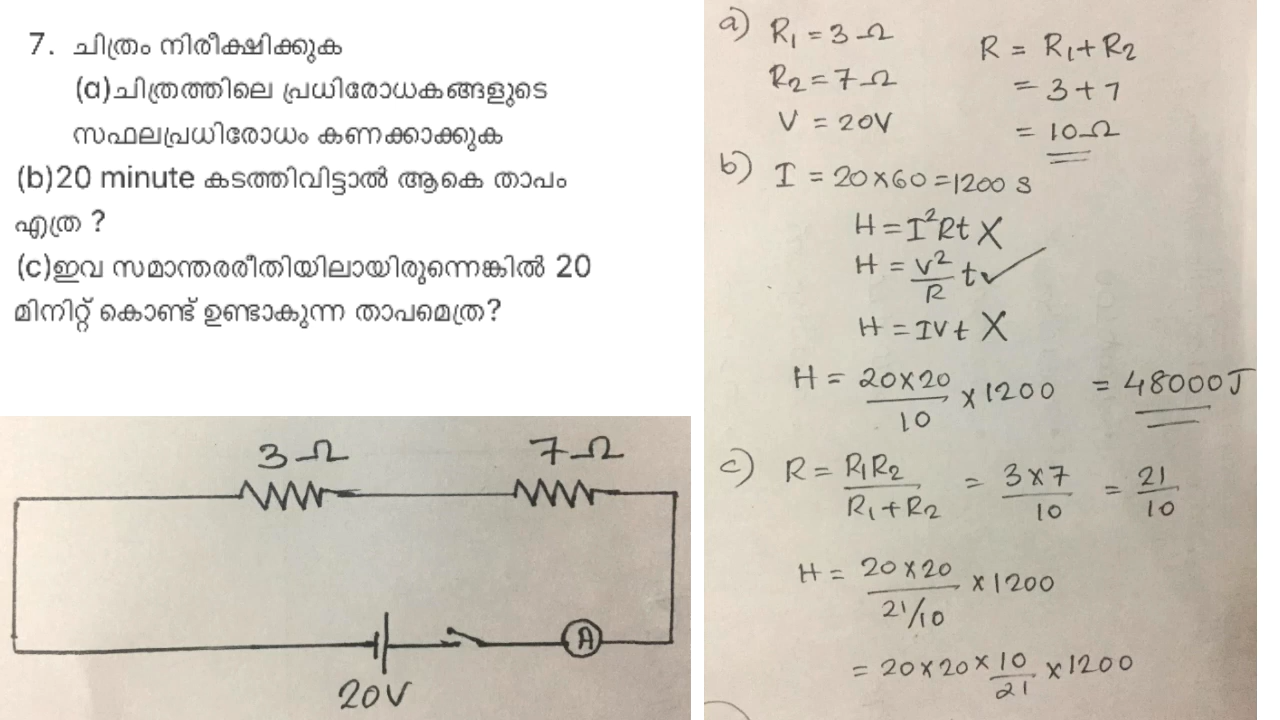 7. ചിത്രം നിരീക്ഷിക്കുക
(a)ചിത്രത്തിലെ പ്രധിരോധകങ്ങളുടെ
സഫലപ്രധിരോധം കണക്കാക്കുക
(b)20 minute കടത്തിവിട്ടാൽ ആകെ താപം
എത്ര ?
(c)ഇവ സമാന്തരരീതിയിലായിരുന്നെങ്കിൽ 20
മിനിറ്റ് കൊണ്ട് ഉണ്ടാകുന്ന താപമെത്ര?
3Ω 7Ω
A
20V
a) R₁ = 3Ω
R₂ = 7Ω
V = 20V
R = R₁+R₂
= 3+7
= 10Ω
b) I = 20×60 = 1200 s
H = I²Rt X
H = V²/R t ✓
H = IVt X
H = 20×20/10 × 1200 = 48000J
c) R = R₁R₂/R₁+R₂ = 3×7/10 = 21/10
H = 20×20/21/10 × 1200
= 20×20×10/21 × 1200